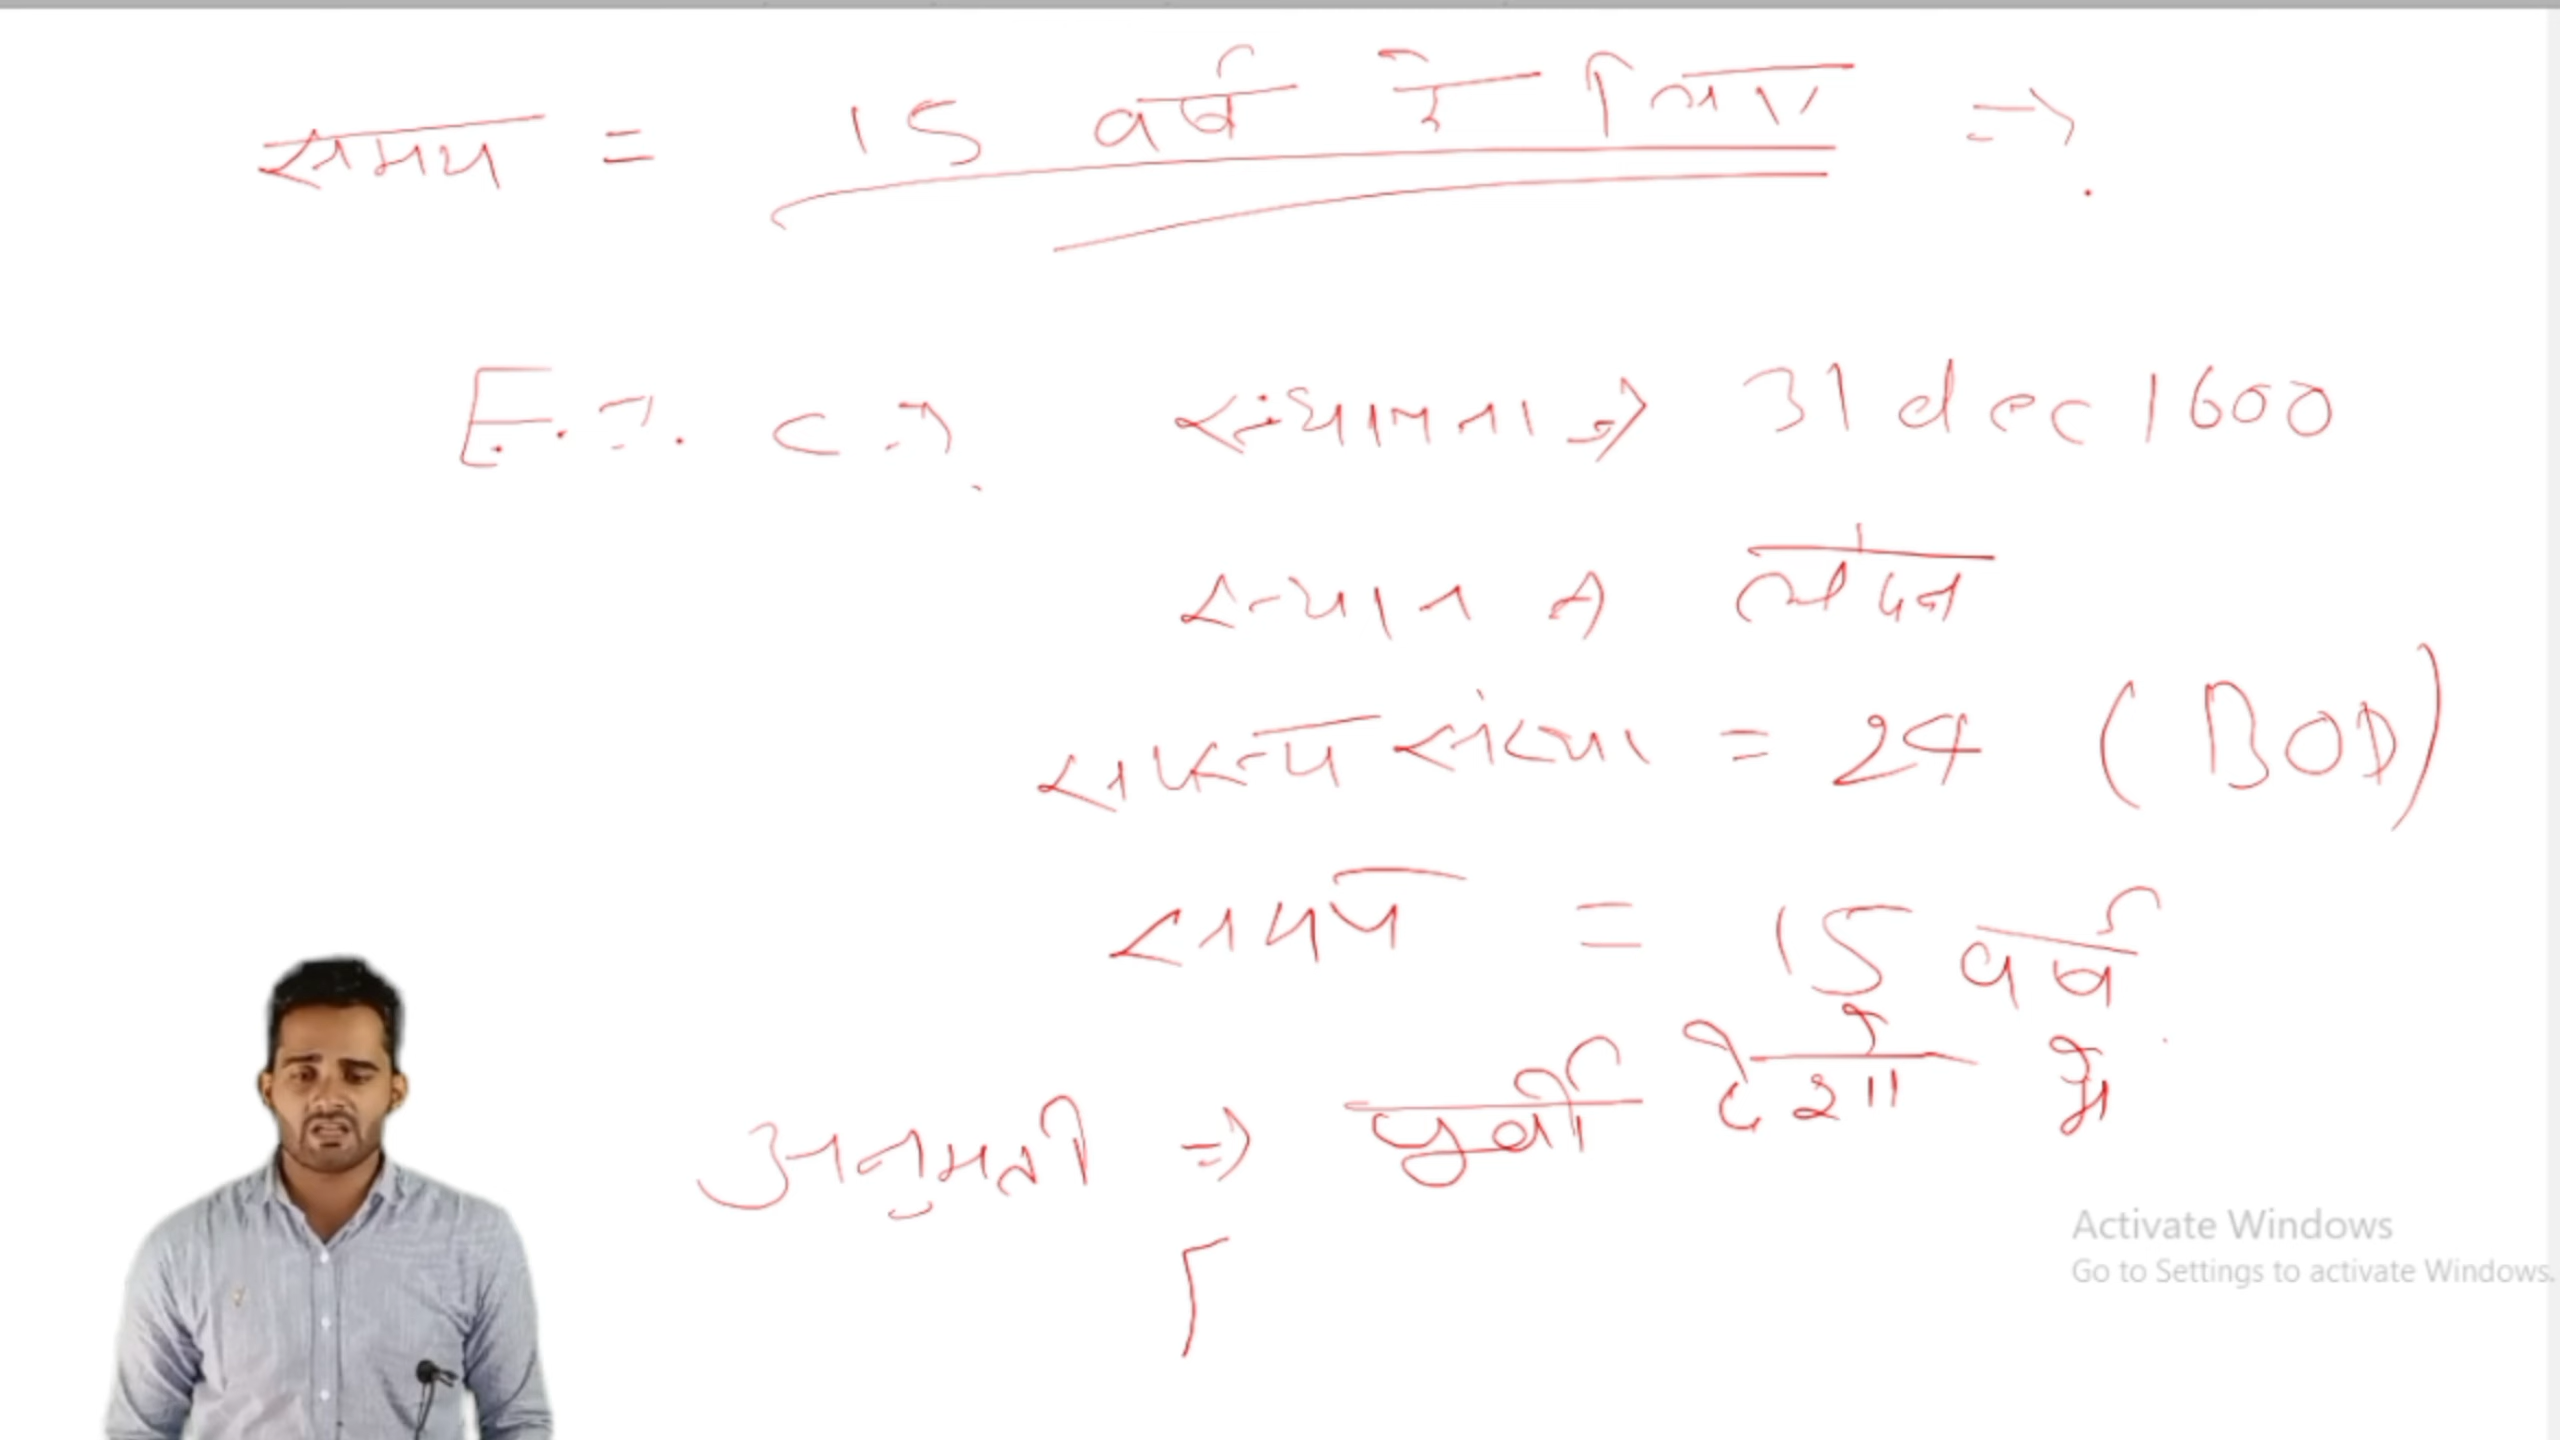 समय = 15 वर्ष के लिए =>
E. I. C => स्थापना => 31 dec 1600
स्थान => लंदन
सदस्य संख्या = 24 (BOD)
समय = 15 वर्ष
अनुमती => पुर्वी देशों में
Activate Windows
Go to Settings to activate Windows.